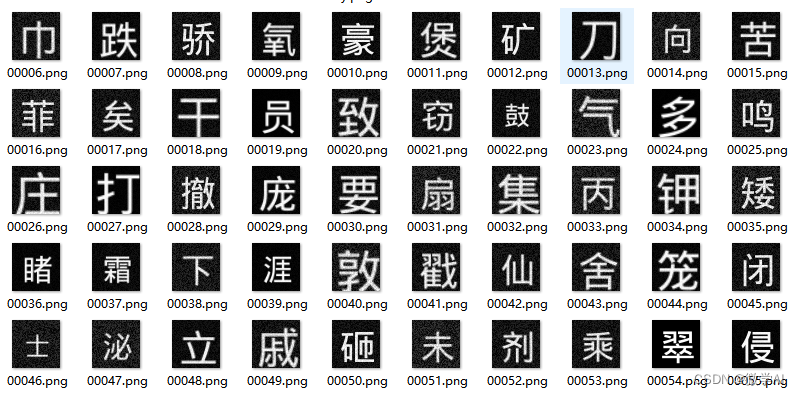 巾 跌 骄 氧 豪 煲 矿 刀 向 苦
00006.png 00007.png 00008.png 00009.png 00010.png 00011.png 00012.png 00013.png 00014.png 00015.png
菲 矣 干 员 致 窃 鼓 气 多 鸣
00016.png 00017.png 00018.png 00019.png 00020.png 00021.png 00022.png 00023.png 00024.png 00025.png
庄 打 撤 庞 要 扇 集 丙 钾 矮
00026.png 00027.png 00028.png 00029.png 00030.png 00031.png 00032.png 00033.png 00034.png 00035.png
睹 霜 下 涯 敦 戳 仙 舍 笼 闭
00036.png 00037.png 00038.png 00039.png 00040.png 00041.png 00042.png 00043.png 00044.png 00045.png
士 泌 立 戚 砸 未 剂 乘 翠 侵
00046.png 00047.png 00048.png 00049.png 00050.png 00051.png 00052.png 00053.png 00054.png 00055.png
CSDN @微学AI